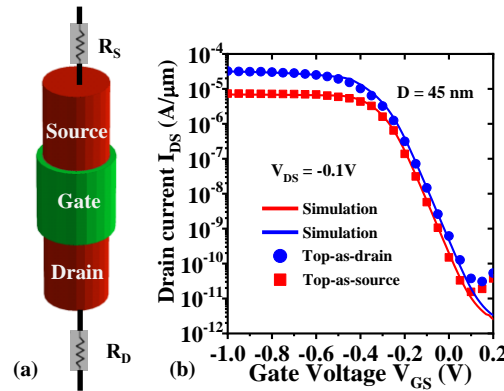 (a)
R_S
Source
Gate
Drain
R_D
(b)
Drain current I_DS (A/μm)
10^-4
10^-5
10^-6
10^-7
10^-8
10^-9
10^-10
10^-11
10^-12
D = 45 nm
V_DS = -0.1V
Simulation
Simulation
Top-as-drain
Top-as-source
-1.0 -0.8 -0.6 -0.4 -0.2 0.0 0.2
Gate Voltage V_GS (V)